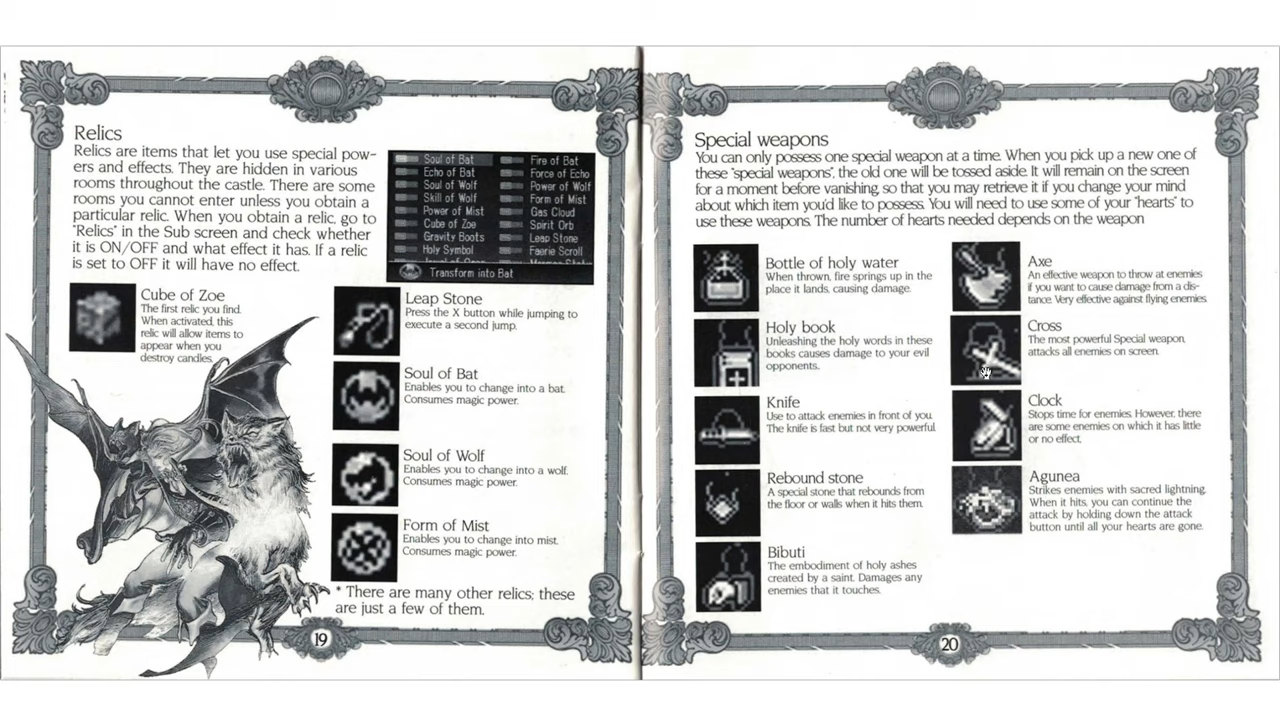 Relics
Relics are items that let you use special pow-
ers and effects. They are hidden in various
rooms throughout the castle. There are some
rooms you cannot enter unless you obtain a
particular relic. When you obtain a relic, go to
"Relics" in the Sub screen and check whether
it is ON/OFF and what effect it has. If a relic
is set to OFF it will have no effect.
Soul of Bat
Echo of Bat
Soul of Wolf
Skill of Wolf
Power of Mist
Cube of Zoe
Gravity Boots
Holy Symbol
Fire of Bat
Force of Echo
Power of Wolf
Form of Mist
Gas Cloud
Spirit Orb
Leap Stone
Faerie Scroll
Transform into Bat
Cube of Zoe
The first relic you find.
When activated, this
relic will allow items to
appear when you
destroy candles.
Leap Stone
Press the X button while jumping to
execute a second jump.
Soul of Bat
Enables you to change into a bat.
Consumes magic power.
Soul of Wolf
Enables you to change into a wolf.
Consumes magic power.
Form of Mist
Enables you to change into mist.
Consumes magic power.
* There are many other relics; these
are just a few of them.
19
Special weapons
You can only possess one special weapon at a time. When you pick up a new one of
these "special weapons", the old one will be tossed aside. It will remain on the screen
for a moment before vanishing, so that you may retrieve it if you change your mind
about which item you'd like to possess. You will need to use some of your "hearts" to
use these weapons. The number of hearts needed depends on the weapon
Bottle of holy water
When thrown, fire springs up in the
place it lands, causing damage.
Holy book
Unleashing the holy words in these
books causes damage to your evil
opponents.
Knife
Use to attack enemies in front of you.
The knife is fast but not very powerful.
Rebound stone
A special stone that rebounds from
the floor or walls when it hits them.
Bibuti
The embodiment of holy ashes
created by a saint. Damages any
enemies that it touches.
Axe
An effective weapon to throw at enemies
if you want to cause damage from a dis-
tance. Very effective against flying enemies.
Cross
The most powerful Special weapon,
attacks all enemies on screen.
Clock
Stops time for enemies. However, there
are some enemies on which it has little
or no effect.
Agunea
Strikes enemies with sacred lightning.
When it hits, you can continue the
attack by holding down the attack
button until all your hearts are gone.
20